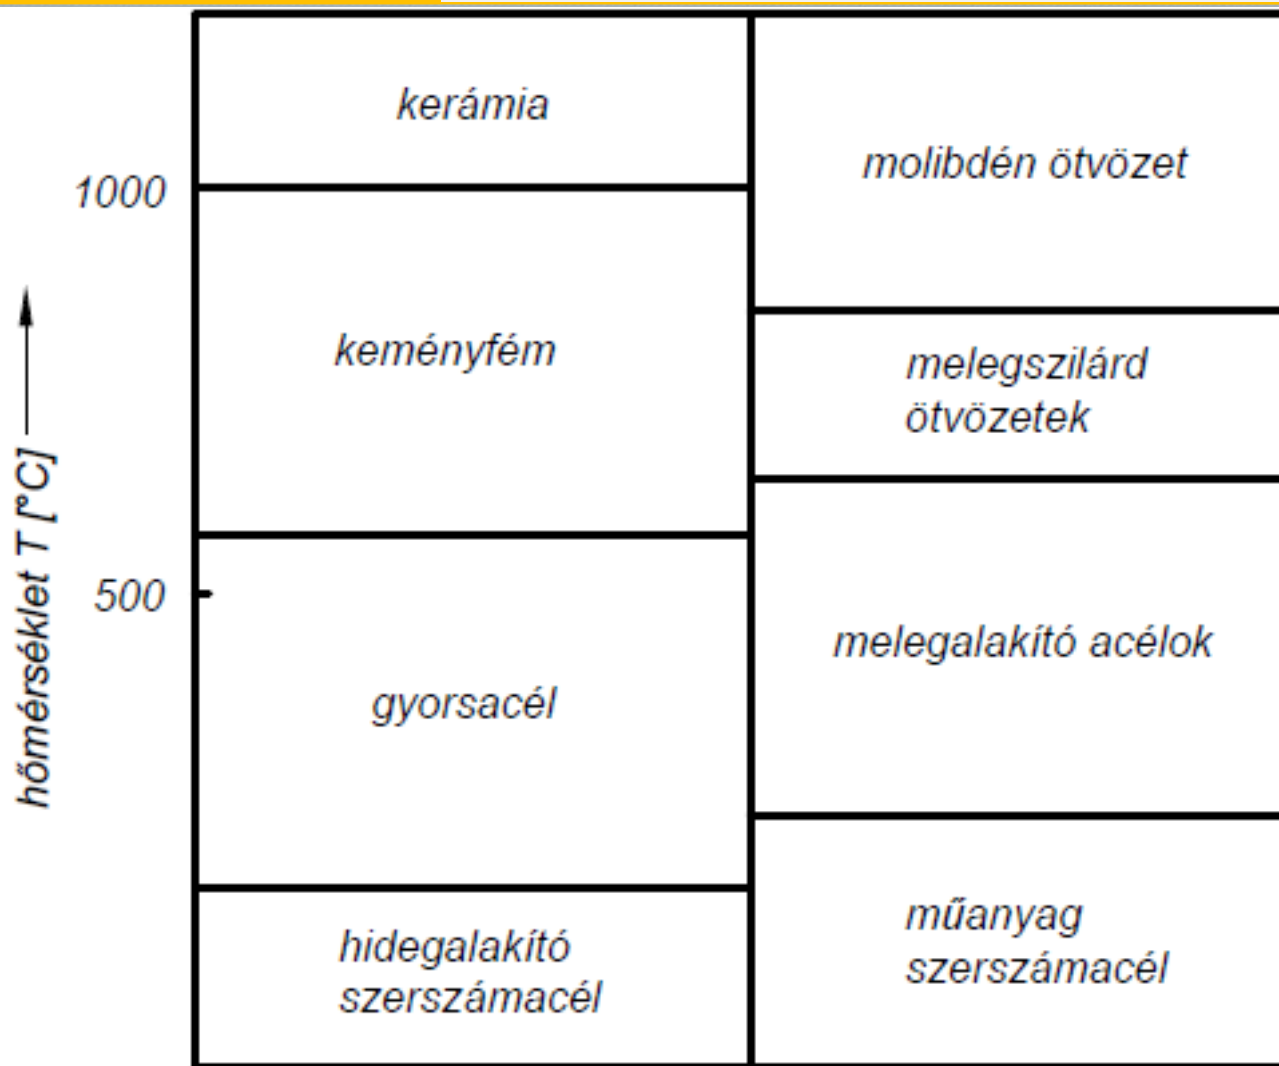 kerámia
molibdén ötvözet
1000
keményfém
melegszilárd
ötvözetek
hőmérséklet T [°C]
500
melegalakító acélok
gyorsacél
hidegalakító
szerszámacél
műanyag
szerszámacél